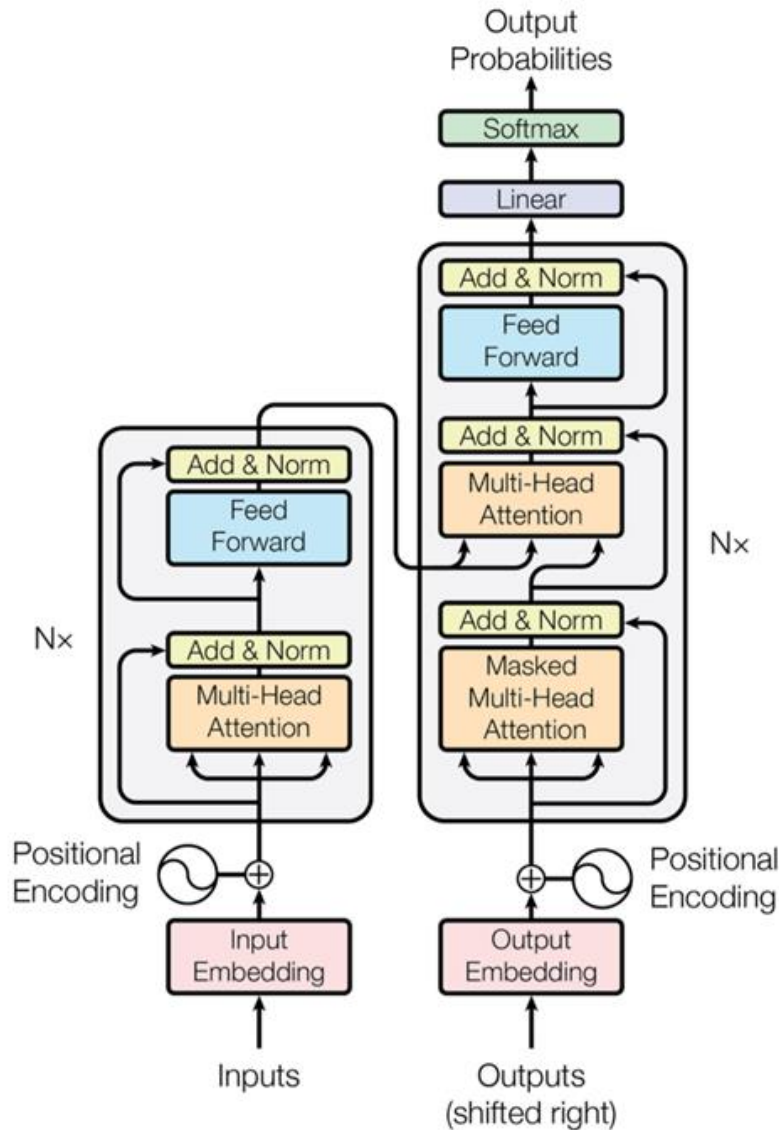 Output
Probabilities
Softmax
Linear
Add & Norm
Feed
Forward
Add & Norm
Multi-Head
Attention
Add & Norm
Masked
Multi-Head
Attention
N×
Add & Norm
Feed
Forward
Add & Norm
Multi-Head
Attention
N×
Positional
Encoding
Positional
Encoding
Input
Embedding
Output
Embedding
Inputs
Outputs
(shifted right)